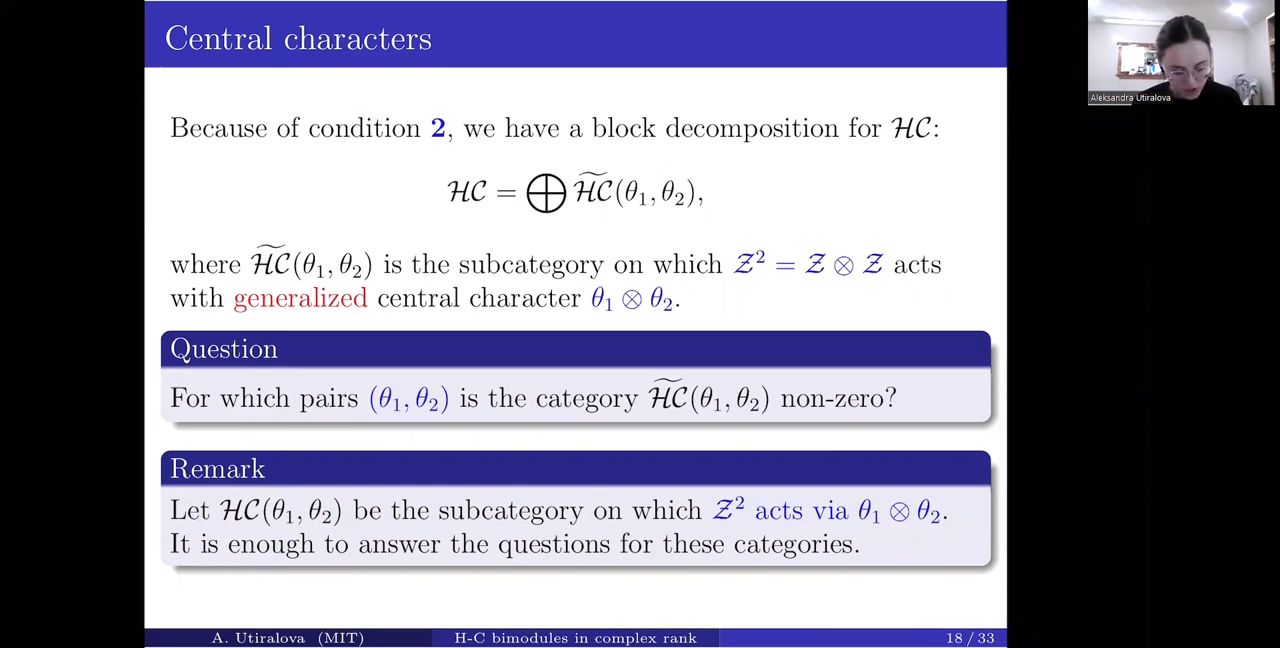 Central characters
Because of condition 2, we have a block decomposition for ℋ𝒞:
ℋ𝒞 = ⊕ ℋ𝒞̃(θ₁, θ₂),
where ℋ𝒞̃(θ₁, θ₂) is the subcategory on which 𝒵² = 𝒵 ⊗ 𝒵 acts
with generalized central character θ₁ ⊗ θ₂.
Question
For which pairs (θ₁, θ₂) is the category ℋ𝒞̃(θ₁, θ₂) non-zero?
Remark
Let ℋ𝒞(θ₁, θ₂) be the subcategory on which 𝒵² acts via θ₁ ⊗ θ₂.
It is enough to answer the questions for these categories.
A. Utiralova (MIT) H-C bimodules in complex rank 18 / 33
Aleksandra Utiralova